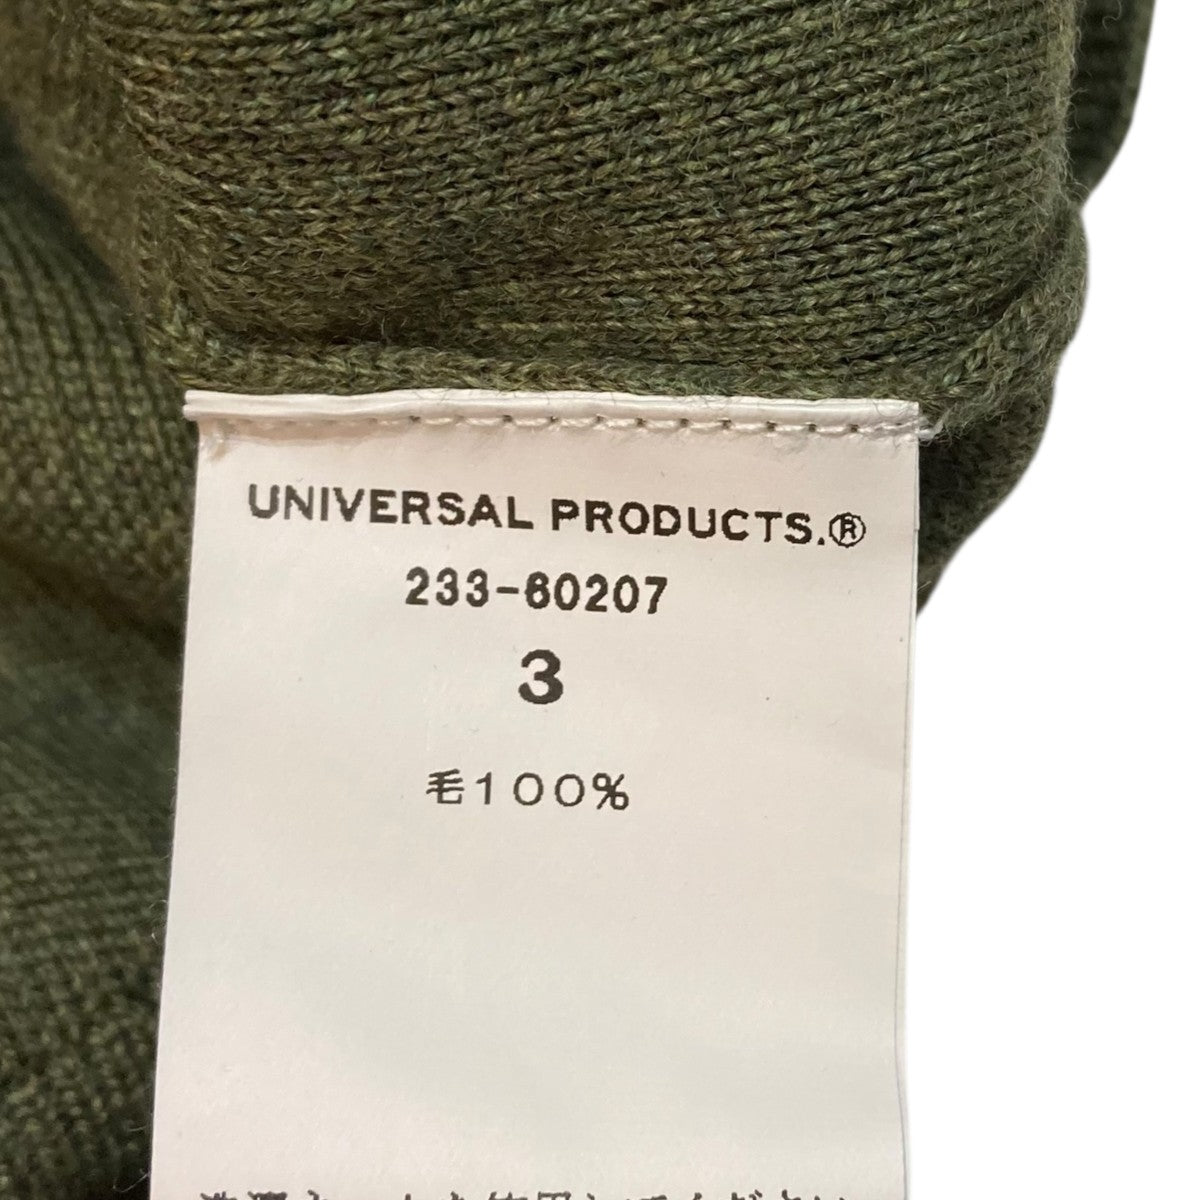 UNIVERSAL PRODUCTS.®
233-60207
3
毛100%